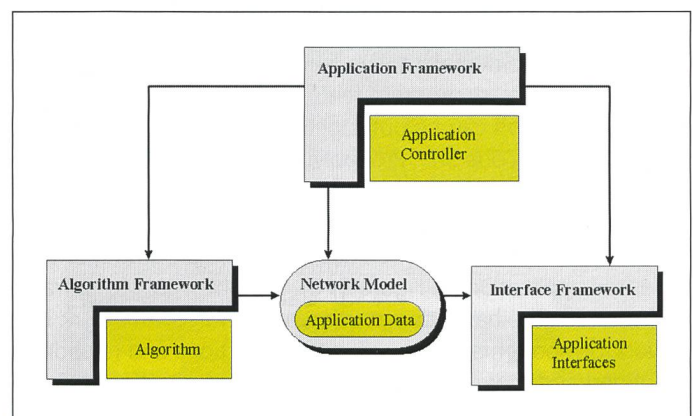 Application Framework
Application
Controller
Algorithm Framework
Algorithm
Network Model
Application Data
Interface Framework
Application
Interfaces